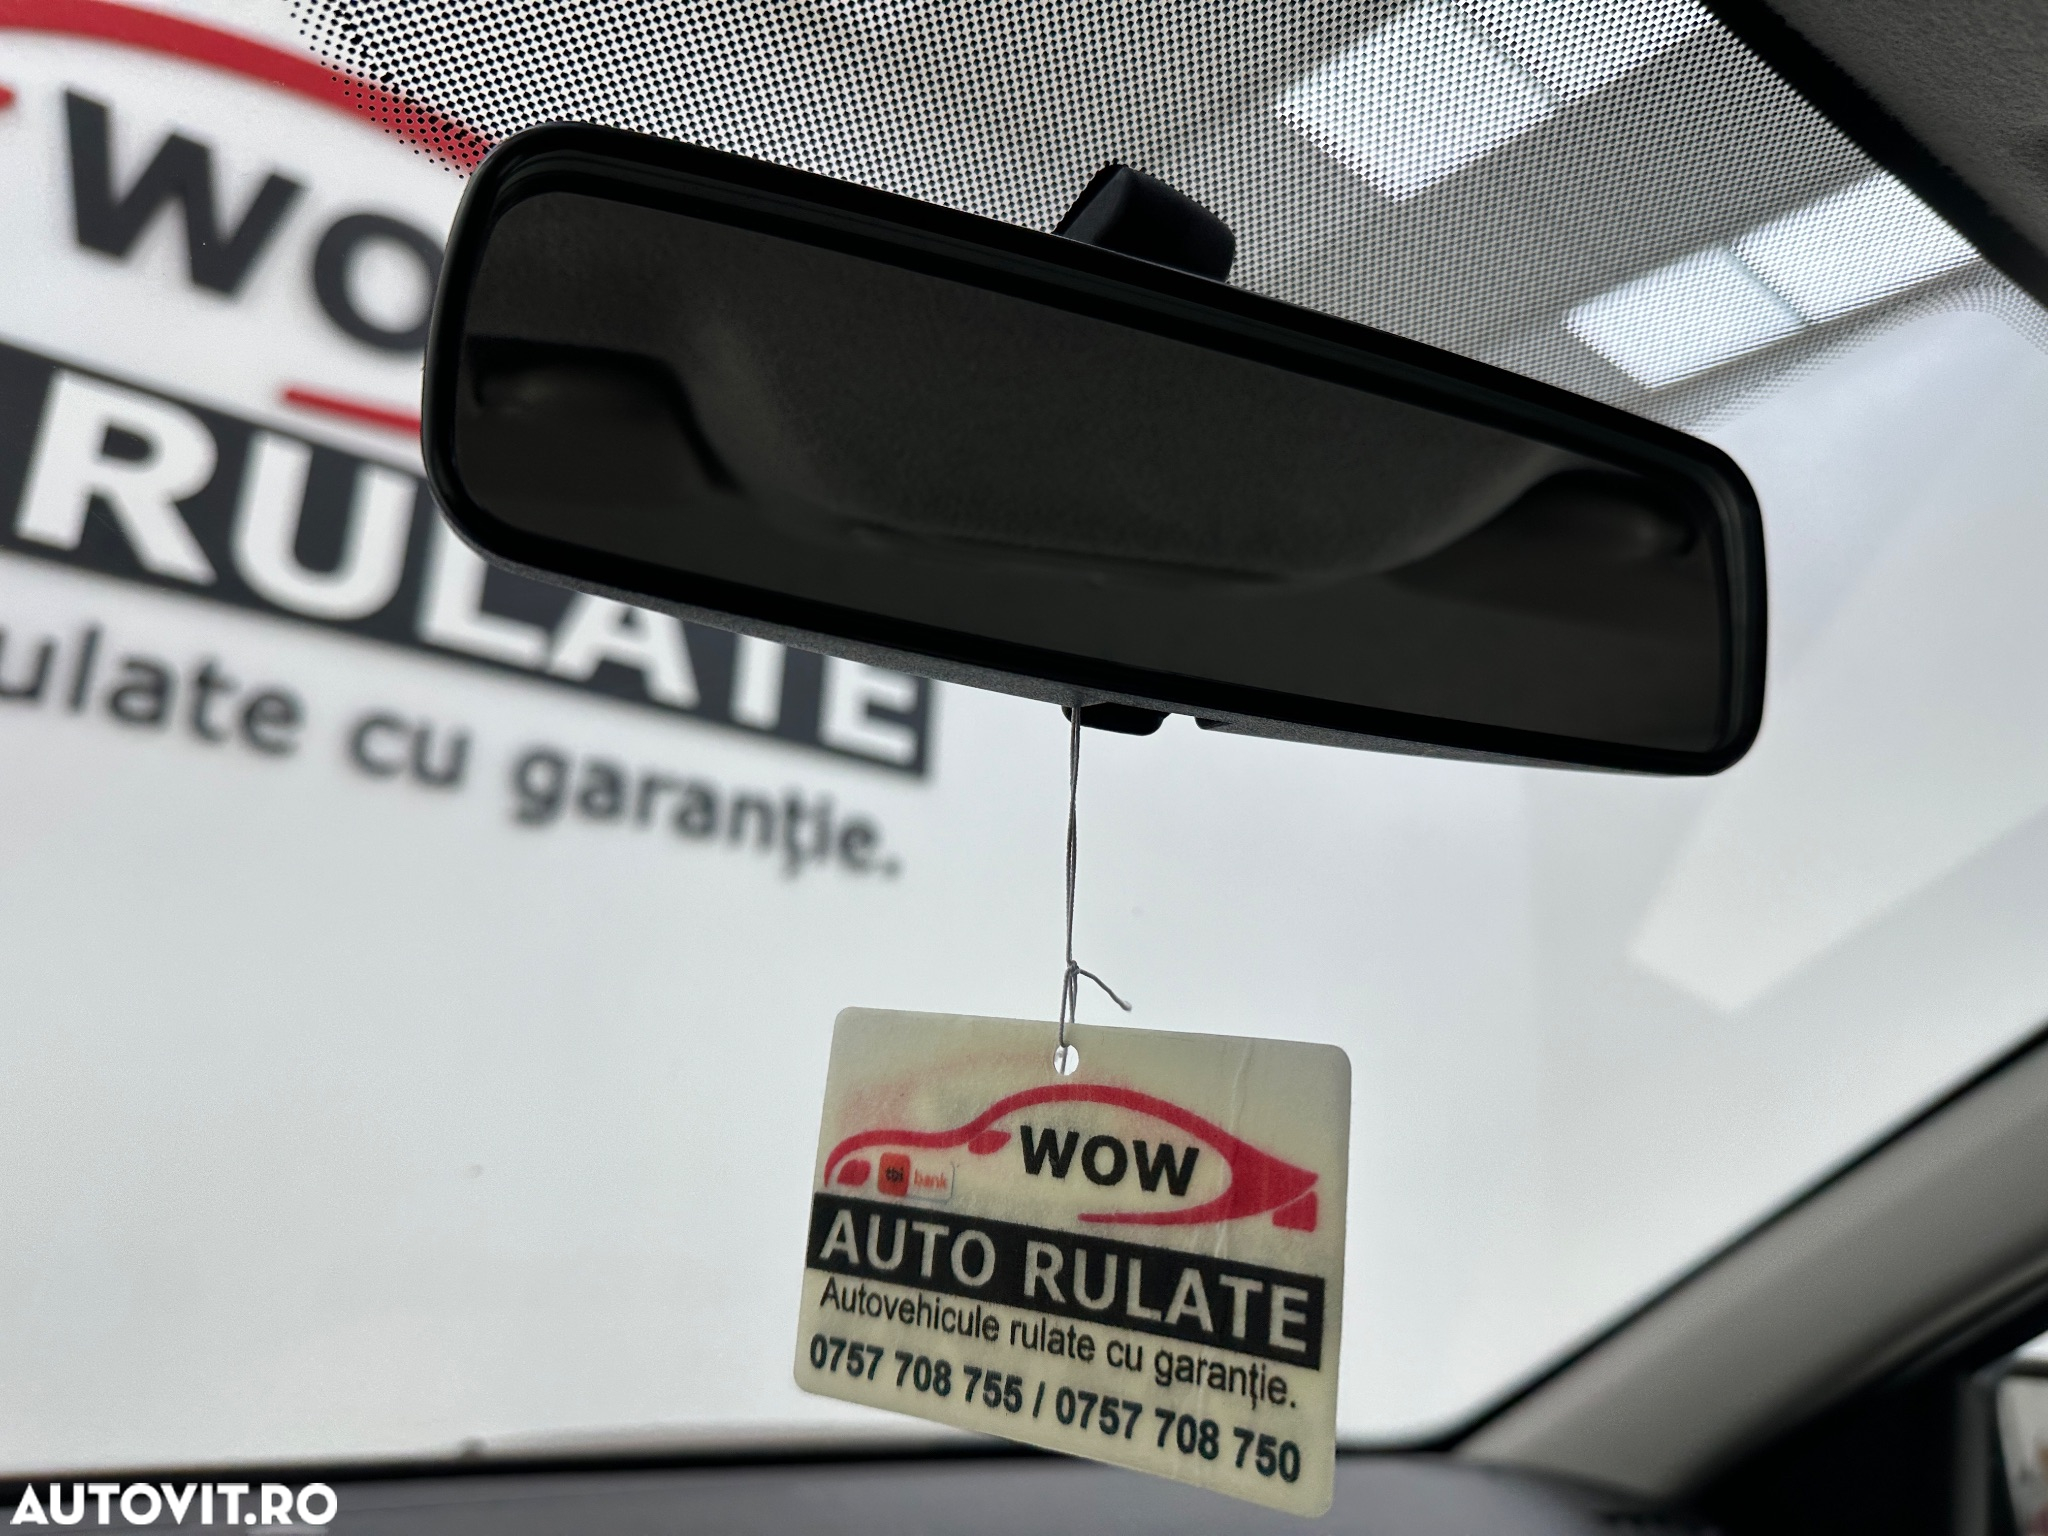 WO
RULATE
ulate cu garanție.
WOW
tbi bank
AUTO RULATE
Autovehicule rulate cu garanție.
0757 708 755 / 0757 708 750
AUTOVIT.RO